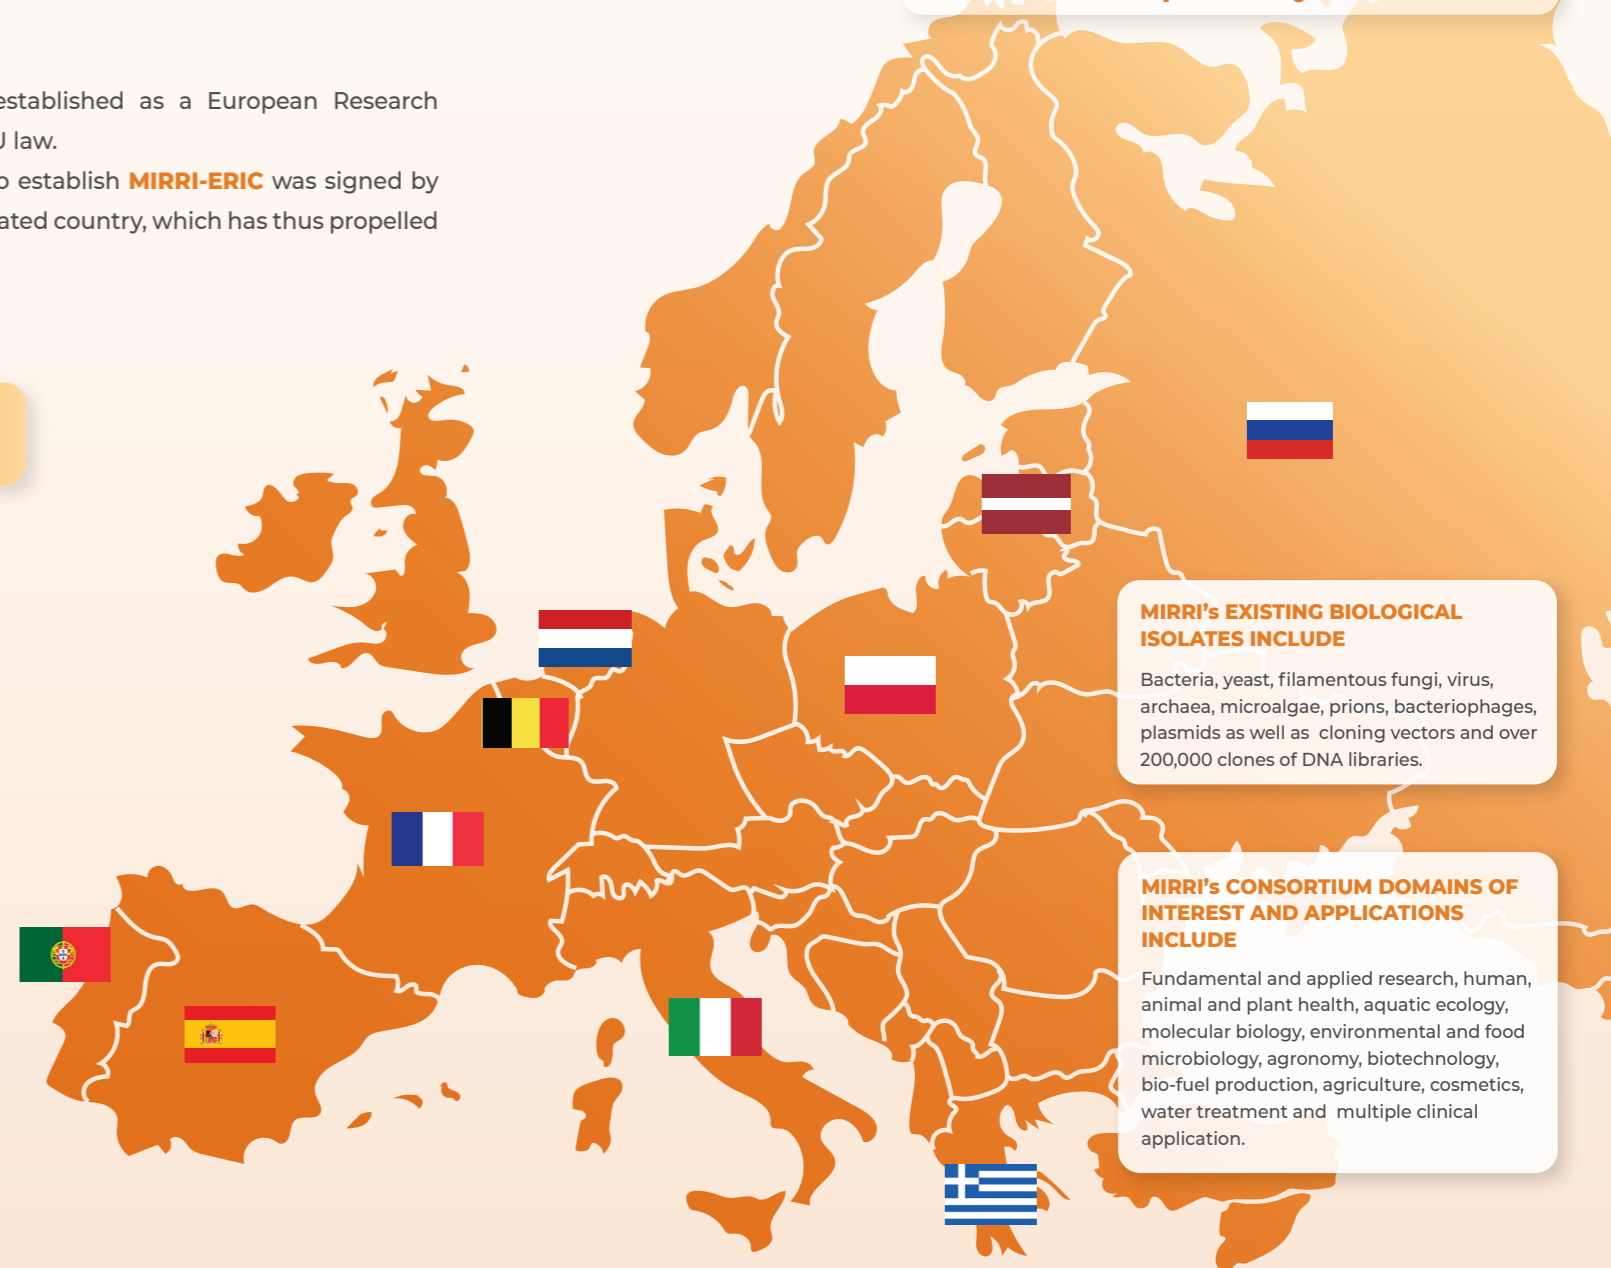 established as a European Research
law.
establish MIRRI-ERIC was signed by
country, which has thus propelled
MIRRI's EXISTING BIOLOGICAL
ISOLATES INCLUDE
Bacteria, yeast, filamentous fungi, virus,
archaea, microalgae, prions, bacteriophages,
plasmids as well as cloning vectors and over
200,000 clones of DNA libraries.
MIRRI's CONSORTIUM DOMAINS OF
INTEREST AND APPLICATIONS
INCLUDE
Fundamental and applied research, human,
animal and plant health, aquatic ecology,
molecular biology, environmental and food
microbiology, agronomy, biotechnology,
bio-fuel production, agriculture, cosmetics,
water treatment and multiple clinical
application.